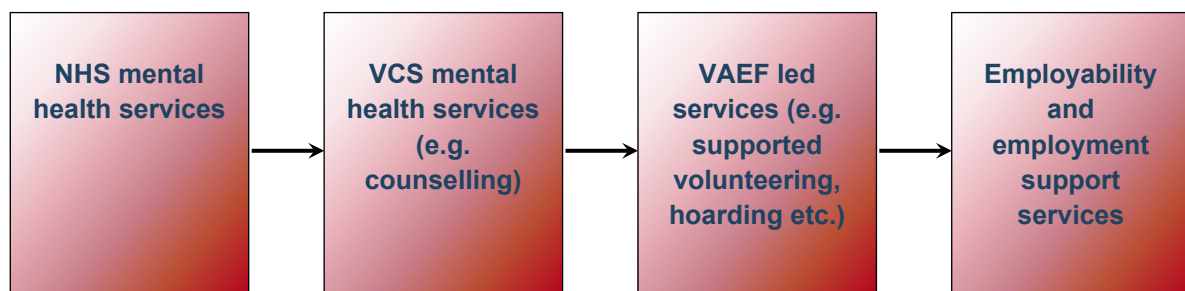 NHS mental
health services
VCS mental
health services
(e.g.
counselling)
VAEF led
services (e.g.
supported
volunteering,
hoarding etc.)
Employability
and
employment
support
services